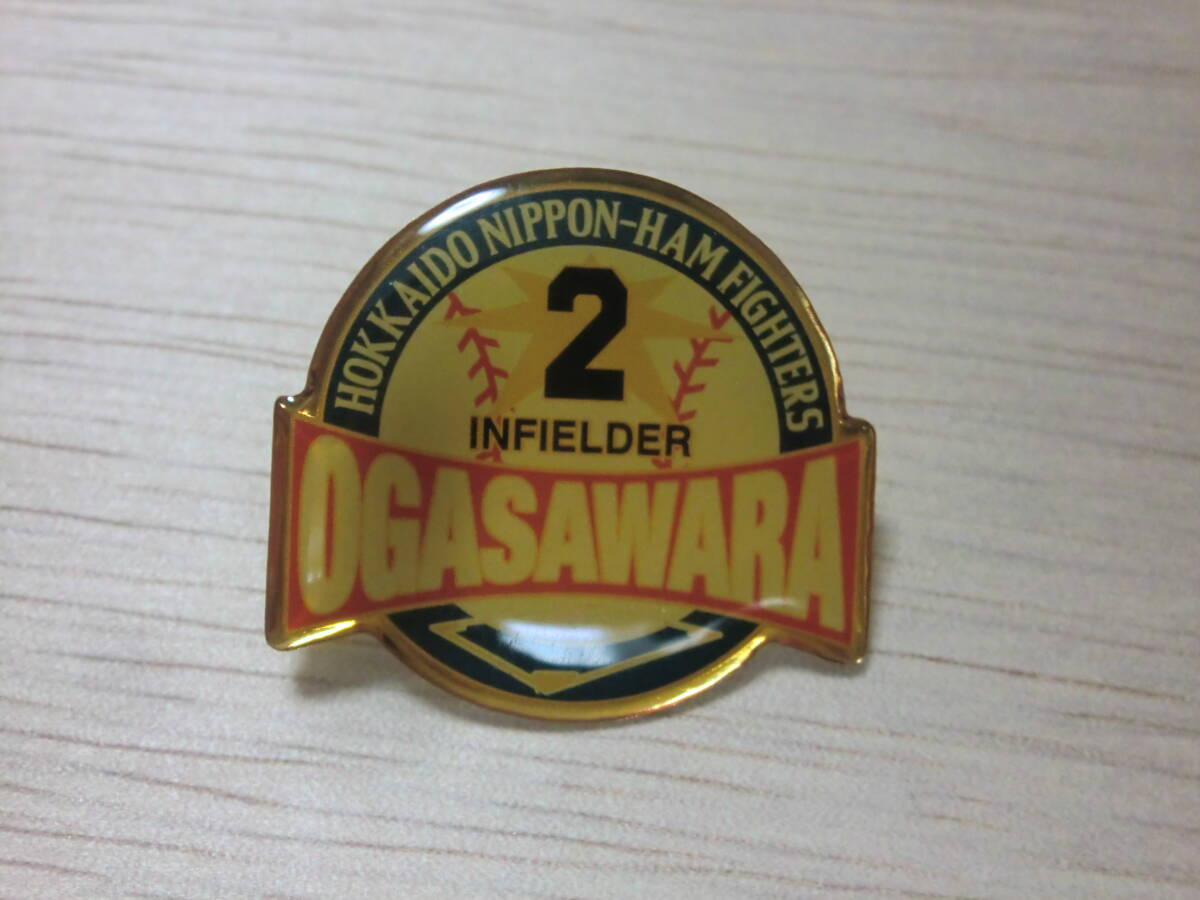 HOKKAIDO NIPPON-HAM FIGHTERS
2
INFIELDER
OGASAWARA